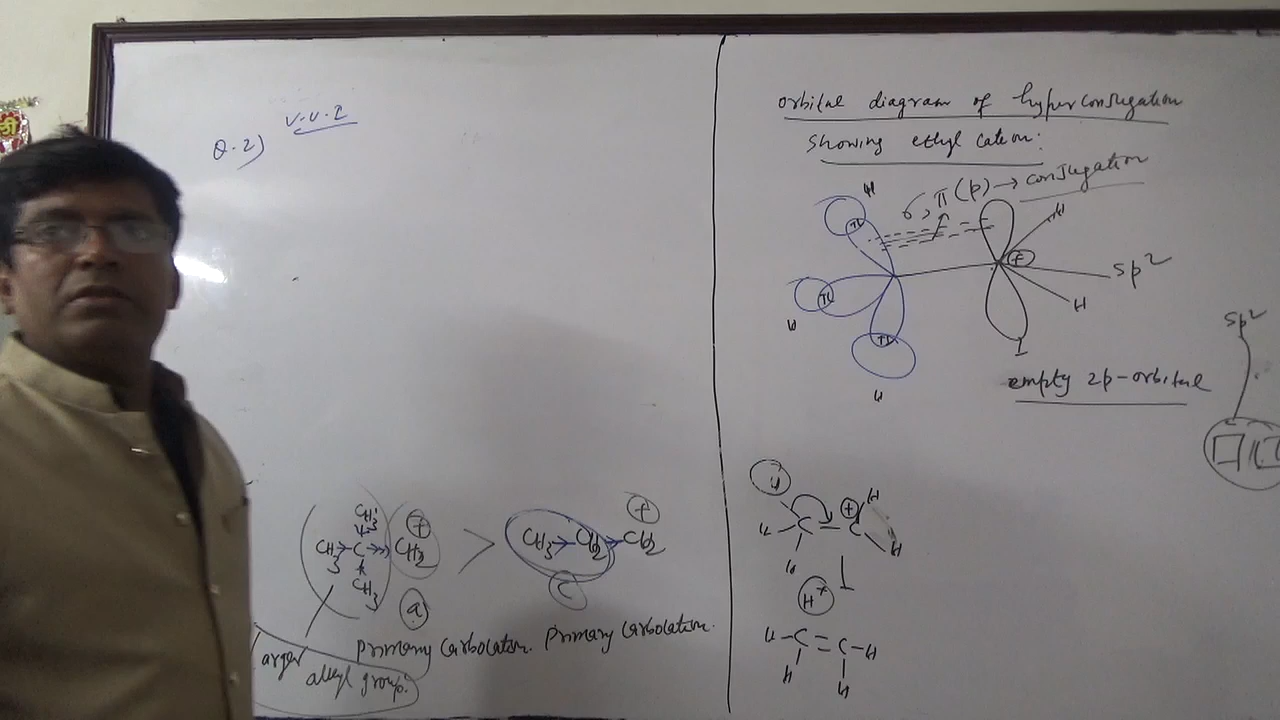 V.V.I
Q.2)
CH3
CH3 → C →» CH2 +
CH3
>
CH3 → CH2 → CH2 +
a
c
Primary Carbocation. Primary Carbocation.
larger
alkyl group.
orbital diagram of hyperconjugation
showing ethyl cation:
σ, π(p) → conjugation
H
H
H
+
H
sp2
H
empty 2p-orbital
sp2
H
H
C – C
+
H
H
H
H+
H – C = C – H
H
H